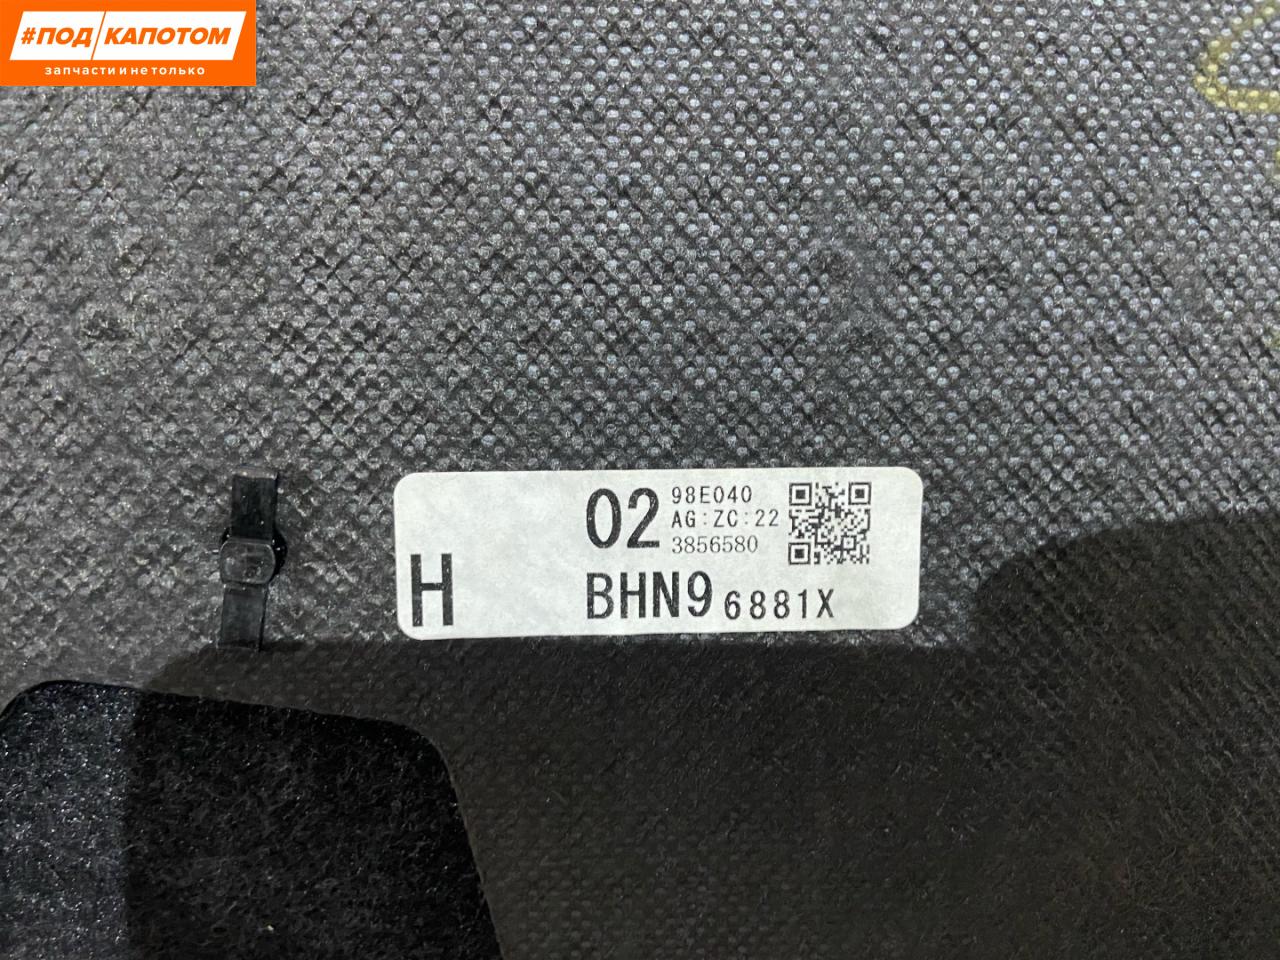 #ПОД КАПОТОМ
запчасти и не только
02
98E040
AG:ZC:22
3856580
H
BHN9 6881X